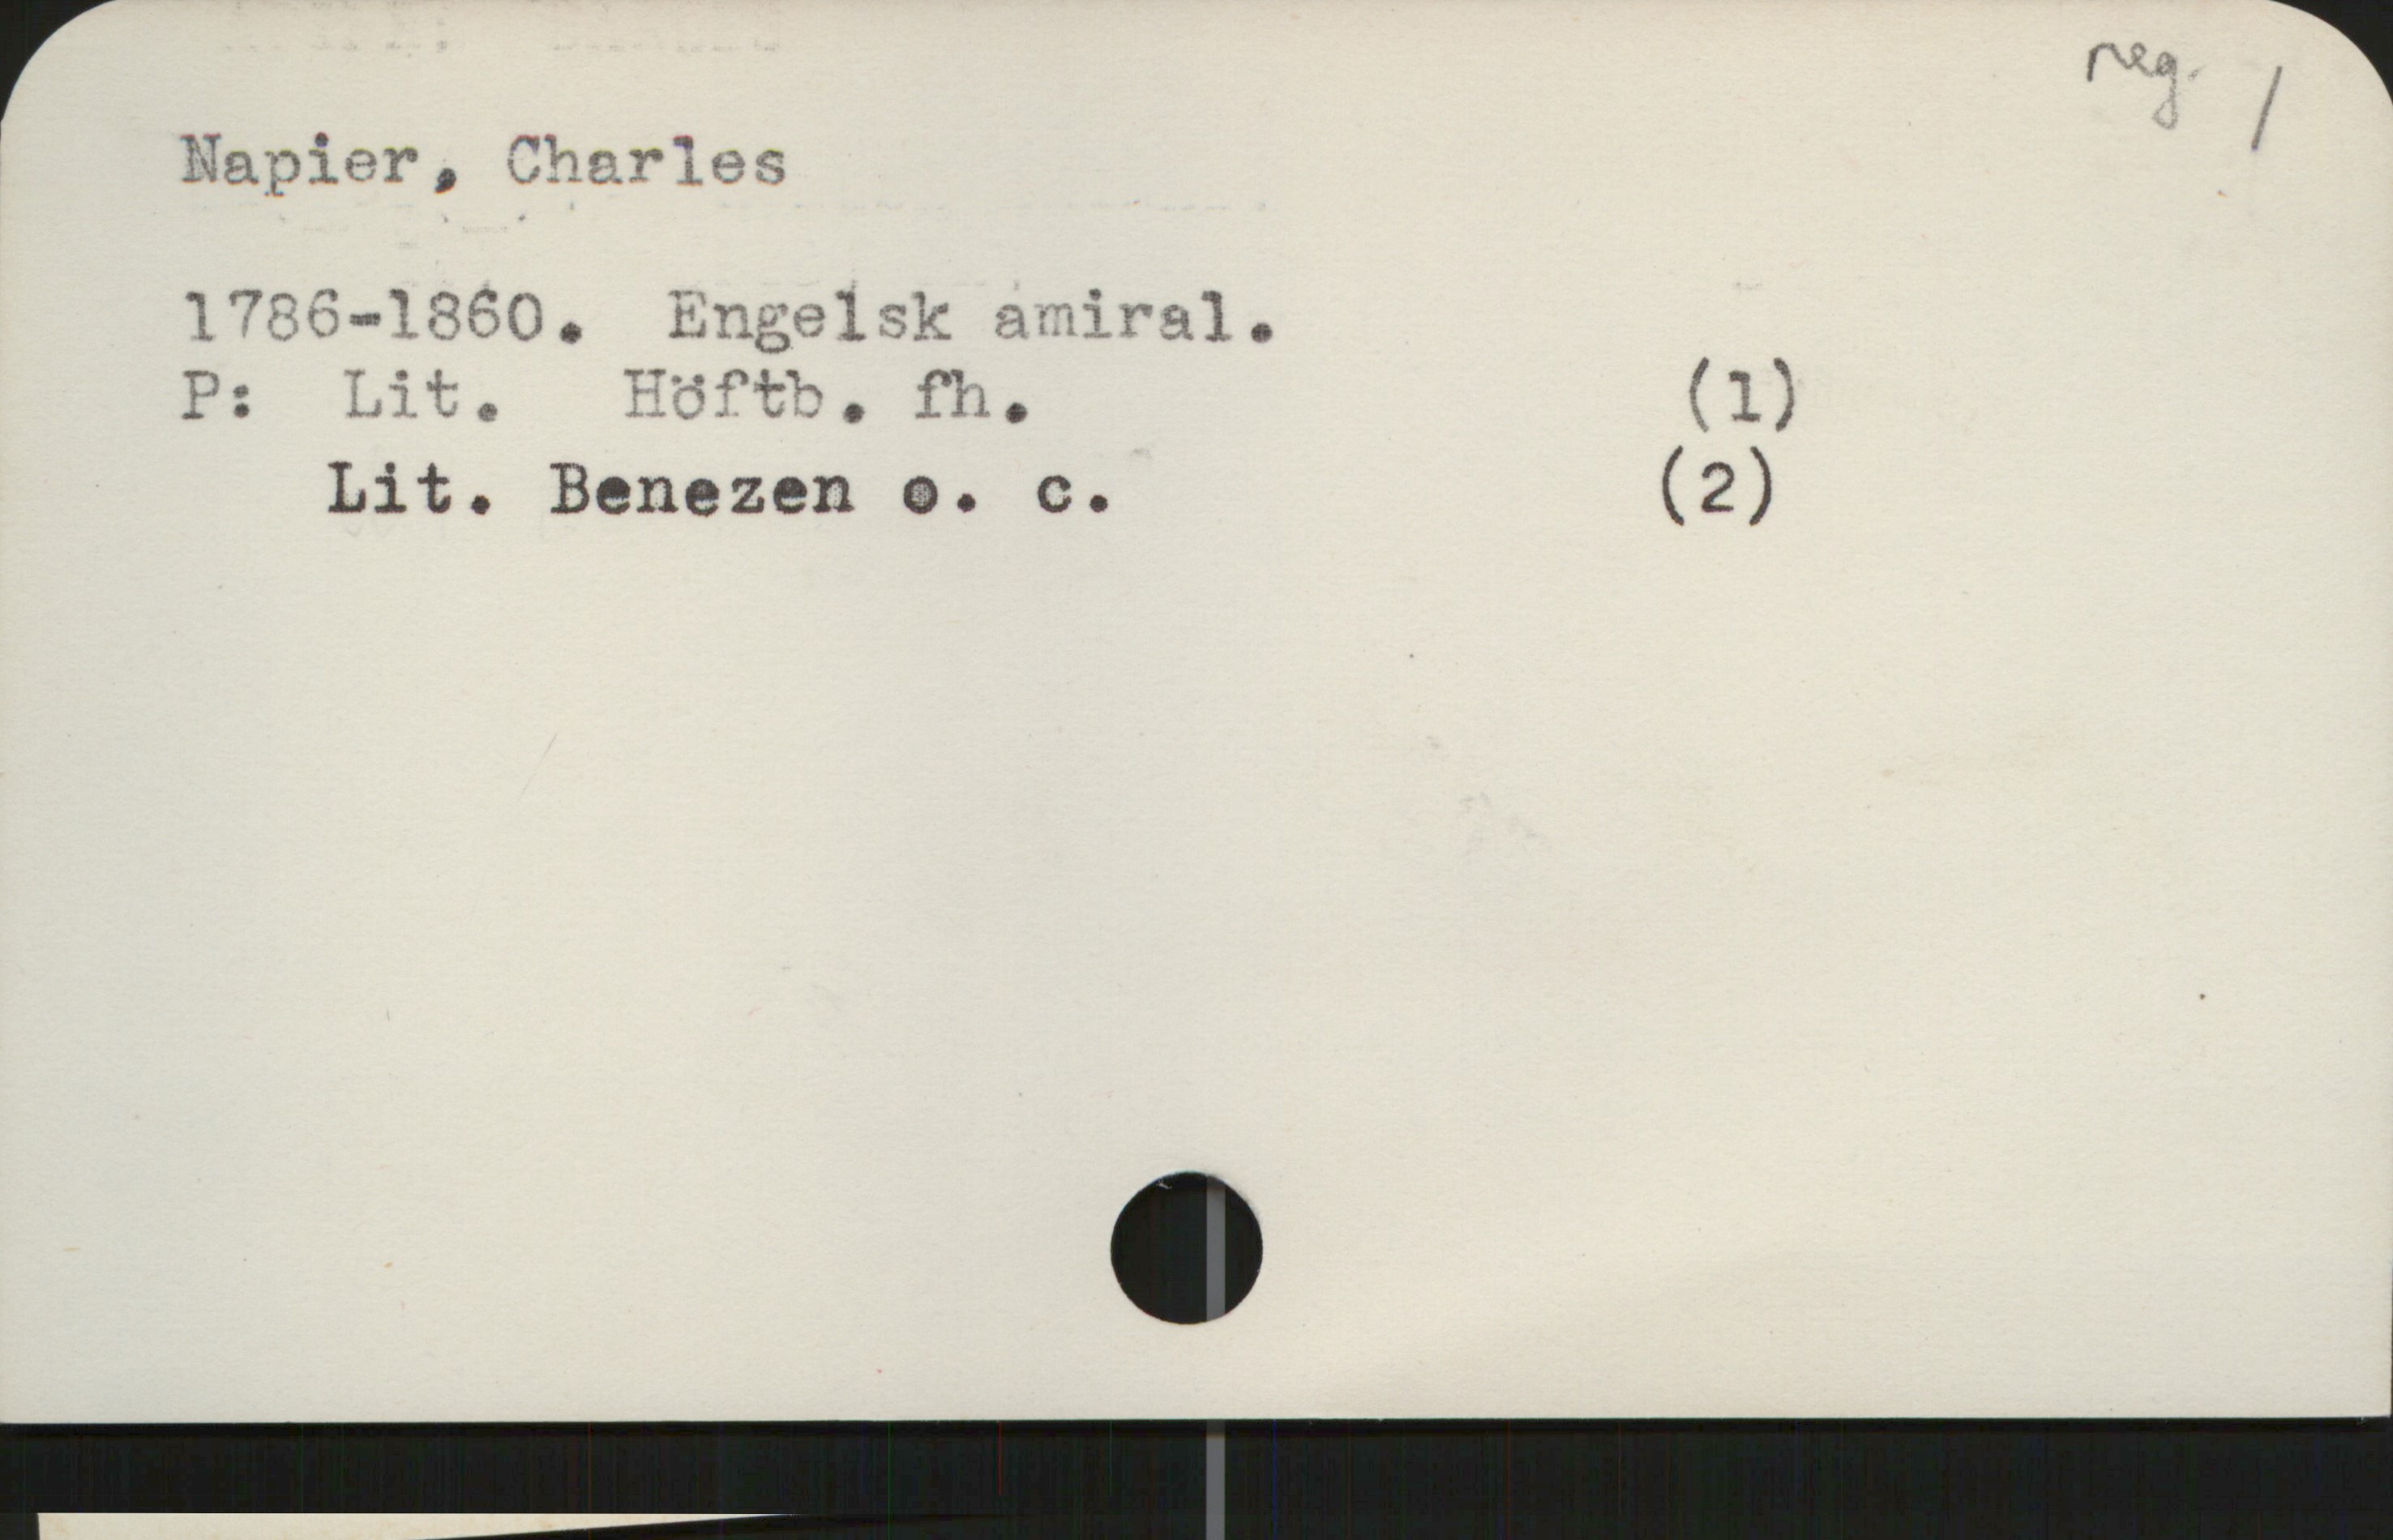 reg. /
Napier, Charles
1786-1860. Engelsk amiral.
P: Lit. Höftb. fh. (1)
Lit. Benezen o. c. (2)